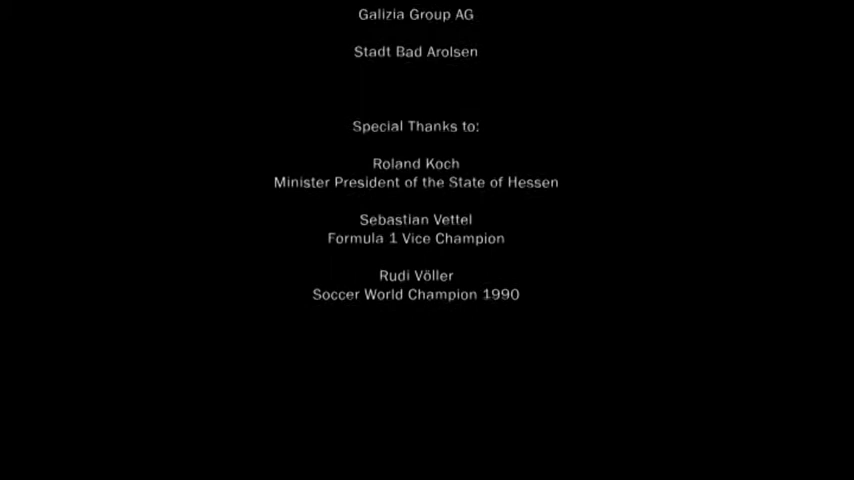 Galizia Group AG
Stadt Bad Arolsen
Special Thanks to:
Roland Koch
Minister President of the State of Hessen
Sebastian Vettel
Formula 1 Vice Champion
Rudi Völler
Soccer World Champion 1990